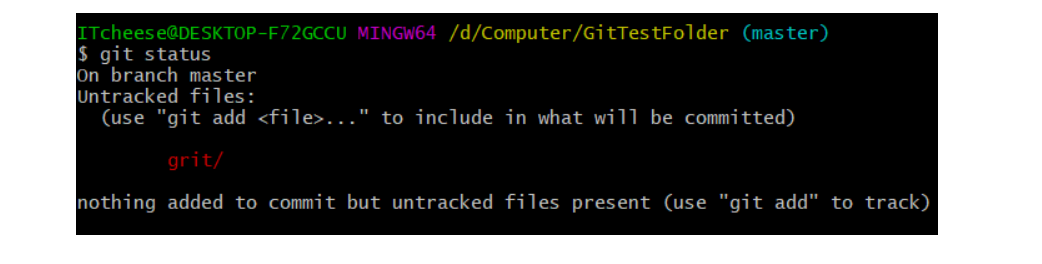 ITcheese@DESKTOP-F72GCCU MINGW64 /d/Computer/GitTestFolder (master)
$ git status
On branch master
Untracked files:
  (use "git add <file>..." to include in what will be committed)
        grit/
nothing added to commit but untracked files present (use "git add" to track)